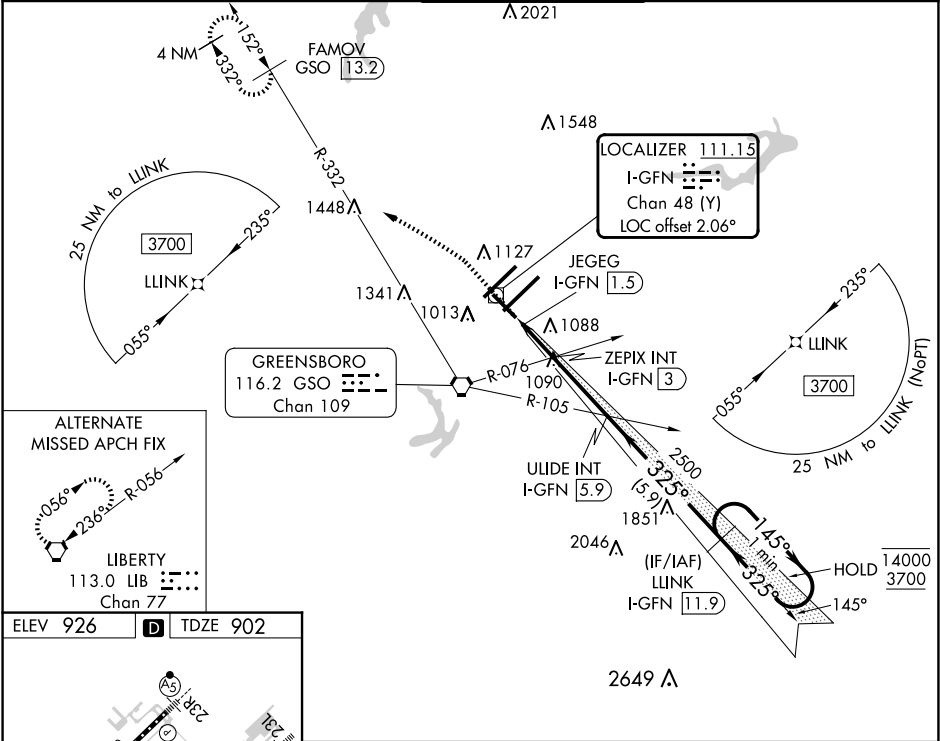 2021
152°
332°
4 NM
FAMOV
GSO 13.2
R-332
1548
LOCALIZER 111.15
I-GFN
Chan 48 (Y)
LOC offset 2.06°
25 NM to LLINK
235°
3700
LLINK
055°
1448
1127
JEGEG
I-GFN 1.5
1341
1013
1088
235°
LLINK
3700
055°
25 NM to LLINK (NoPT)
GREENSBORO
116.2 GSO
Chan 109
R-076
1090
ZEPIX INT
I-GFN 3
R-105
ULIDE INT
I-GFN 5.9
2500
325°
(5.9)
1851
2046
145°
1 min
325°
HOLD 14000
3700
145°
(IF/IAF)
LLINK
I-GFN 11.9
2649
ALTERNATE
MISSED APCH FIX
056°
236°
R-056
LIBERTY
113.0 LIB
Chan 77
ELEV 926
D
TDZE 902
A5
23R
23L
P